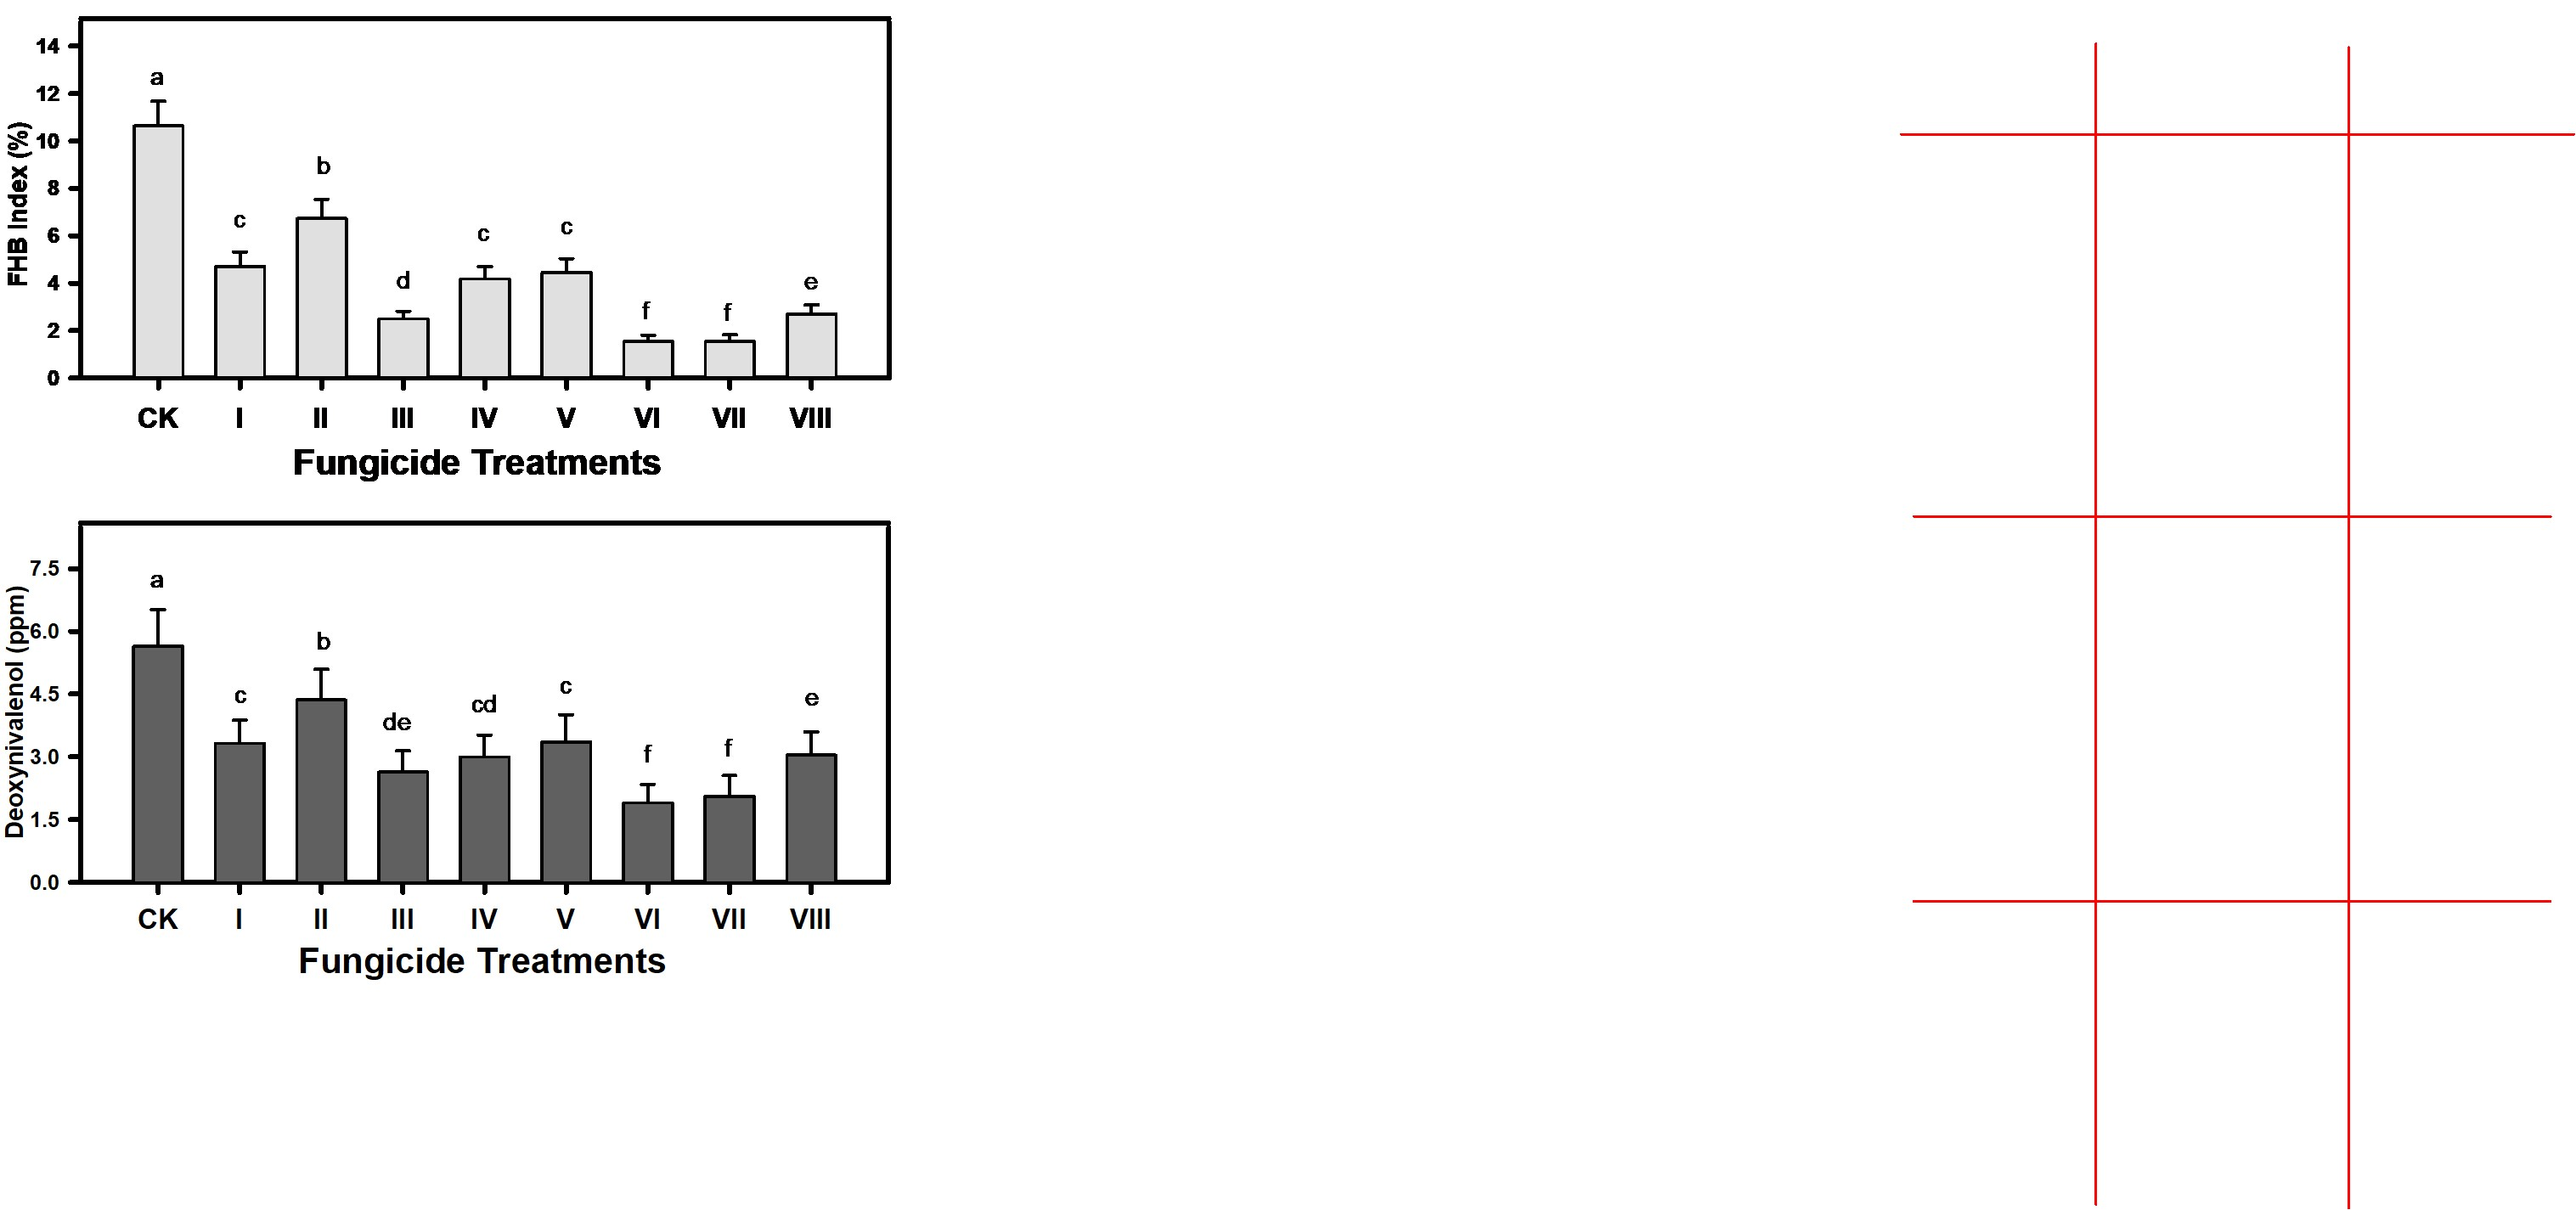 14
12
10
8
6
4
2
0
FHB Index (%)
a
c
b
d
c
c
f
f
e
CK I II III IV V VI VII VIII
Fungicide Treatments
7.5
6.0
4.5
3.0
1.5
0.0
Deoxynivalenol (ppm)
a
c
b
de
cd
c
f
f
e
CK I II III IV V VI VII VIII
Fungicide Treatments